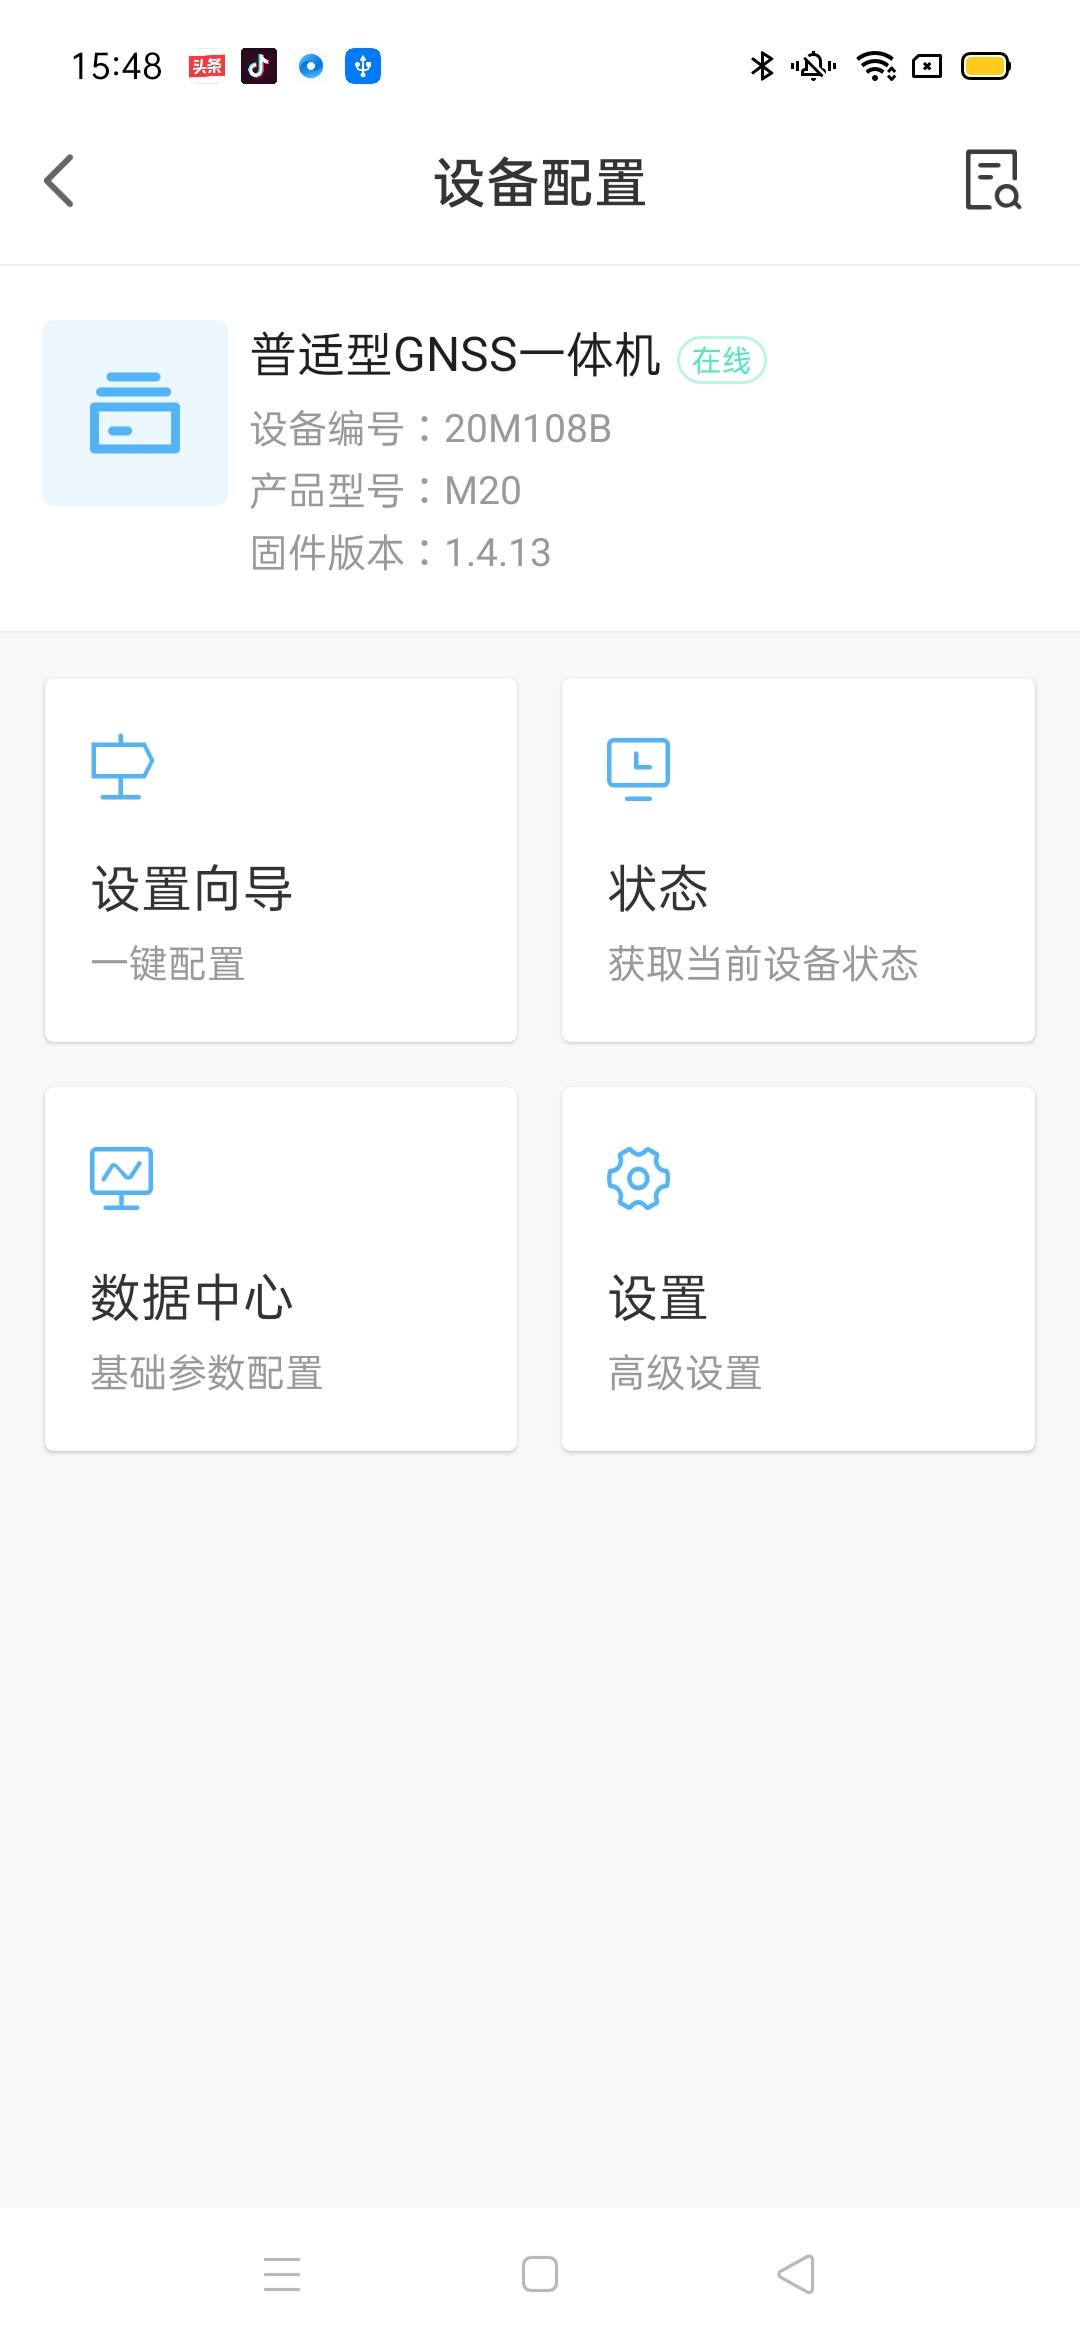 15:48 头条
设备配置
普适型GNSS一体机 在线
设备编号：20M108B
产品型号：M20
固件版本：1.4.13
设置向导
一键配置
状态
获取当前设备状态
数据中心
基础参数配置
设置
高级设置